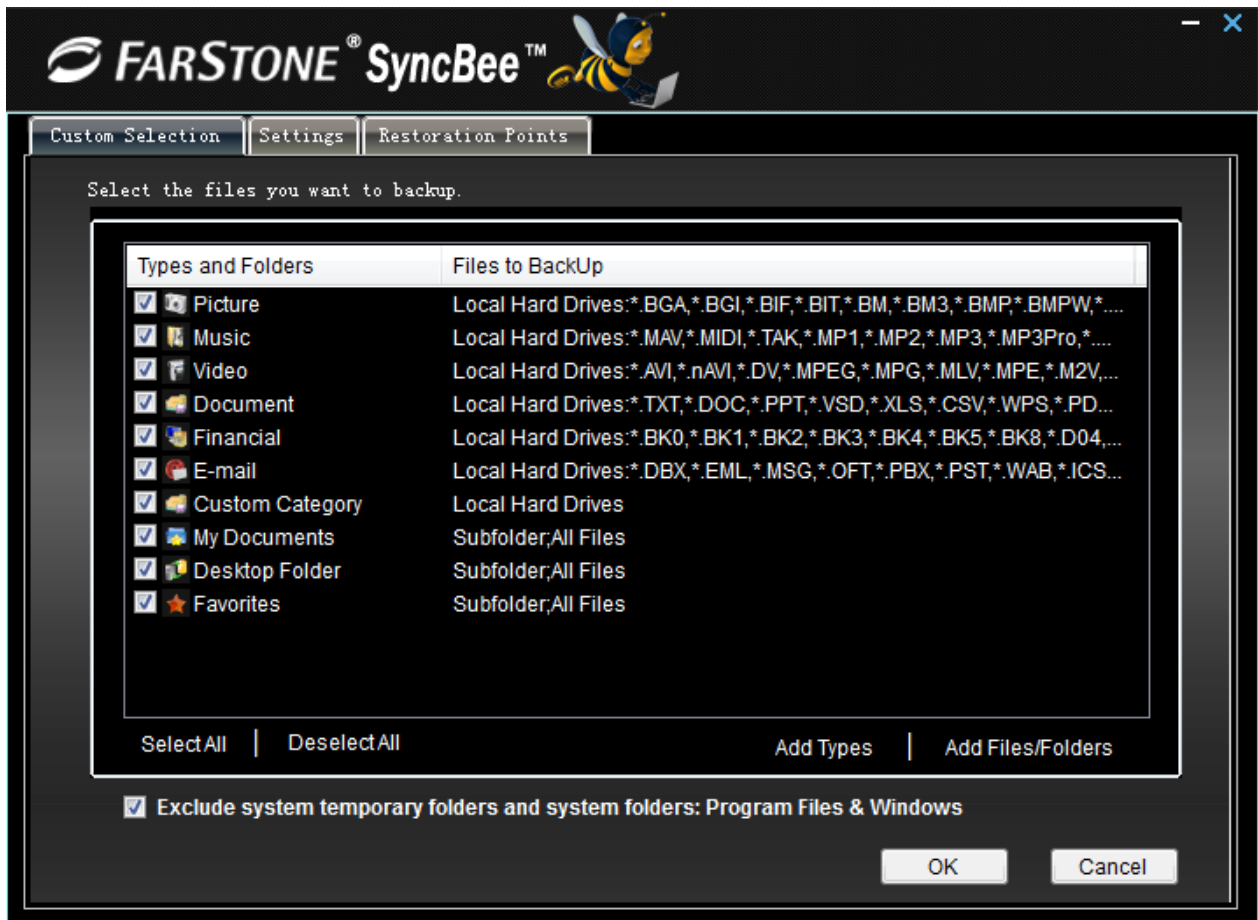 FARSTONE® SyncBee™
Custom Selection Settings Restoration Points
Select the files you want to backup.
Types and Folders Files to BackUp
Picture Local Hard Drives:*.BGA,*.BGI,*.BIF,*.BIT,*.BM,*.BM3,*.BMP,*.BMPW,*....
Music Local Hard Drives:*.MAV,*.MIDI,*.TAK,*.MP1,*.MP2,*.MP3,*.MP3Pro,*....
Video Local Hard Drives:*.AVI,*.nAVI,*.DV,*.MPEG,*.MPG,*.MLV,*.MPE,*.M2V,...
Document Local Hard Drives:*.TXT,*.DOC,*.PPT,*.VSD,*.XLS,*.CSV,*.WPS,*.PD...
Financial Local Hard Drives:*.BK0,*.BK1,*.BK2,*.BK3,*.BK4,*.BK5,*.BK8,*.D04,...
E-mail Local Hard Drives:*.DBX,*.EML,*.MSG,*.OFT,*.PBX,*.PST,*.WAB,*.ICS...
Custom Category Local Hard Drives
My Documents Subfolder;All Files
Desktop Folder Subfolder;All Files
Favorites Subfolder;All Files
Select All | Deselect All Add Types | Add Files/Folders
Exclude system temporary folders and system folders: Program Files & Windows
OK Cancel